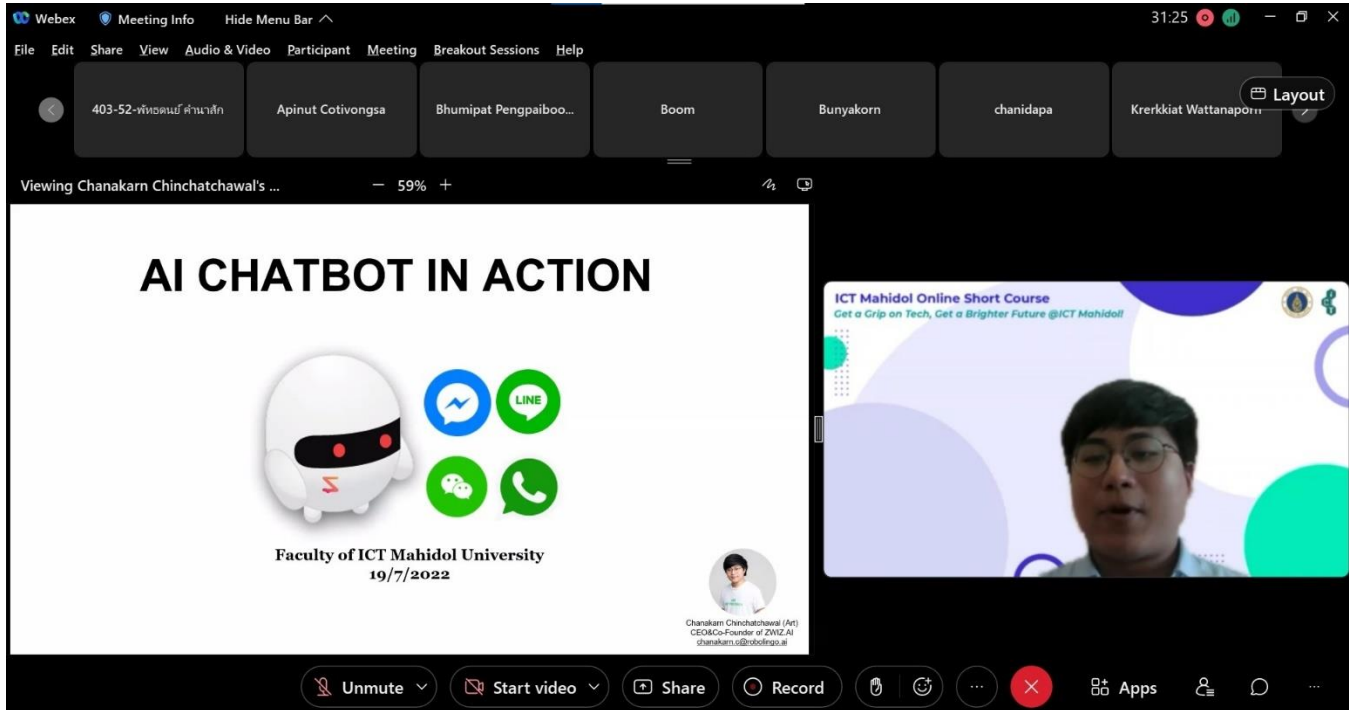 Webex Meeting Info Hide Menu Bar 31:25
File Edit Share View Audio & Video Participant Meeting Breakout Sessions Help
403-52-พัทธดนย์ คำนาสัก
Apinut Cotivongsa
Bhumipat Pengpaiboo...
Boom
Bunyakorn
chanidapa
Krerkkiat Wattanaporn
Layout
Viewing Chanakarn Chinchatchawal's ... − 59% +
AI CHATBOT IN ACTION
LINE
Faculty of ICT Mahidol University
19/7/2022
Chanakarn Chinchatchawal (Art)
CEO&Co-Founder of ZWIZ.AI
chanakarn.c@robolingo.ai
ICT Mahidol Online Short Course
Get a Grip on Tech, Get a Brighter Future @ICT Mahidol!
Unmute Start video Share Record Apps